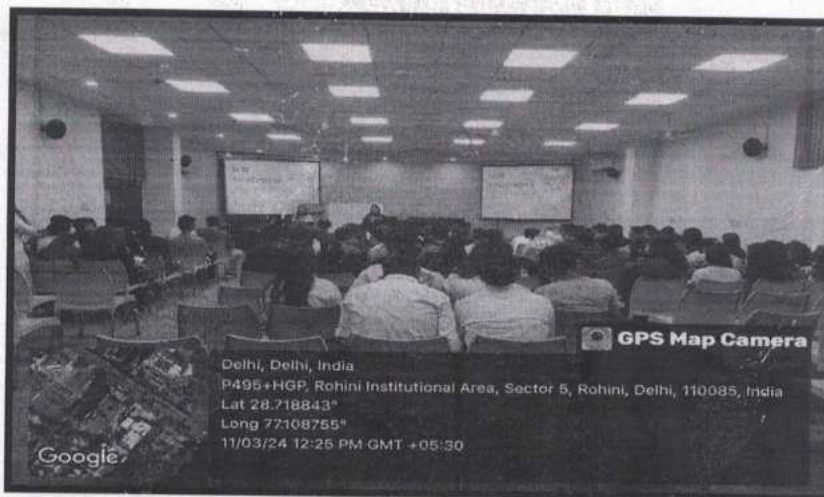 GPS Map Camera
Delhi, Delhi, India
P495+HGP, Rohini Institutional Area, Sector 5, Rohini, Delhi, 110085, India
Lat 28.718843°
Long 77.108755°
11/03/24 12:25 PM GMT +05:30
Google